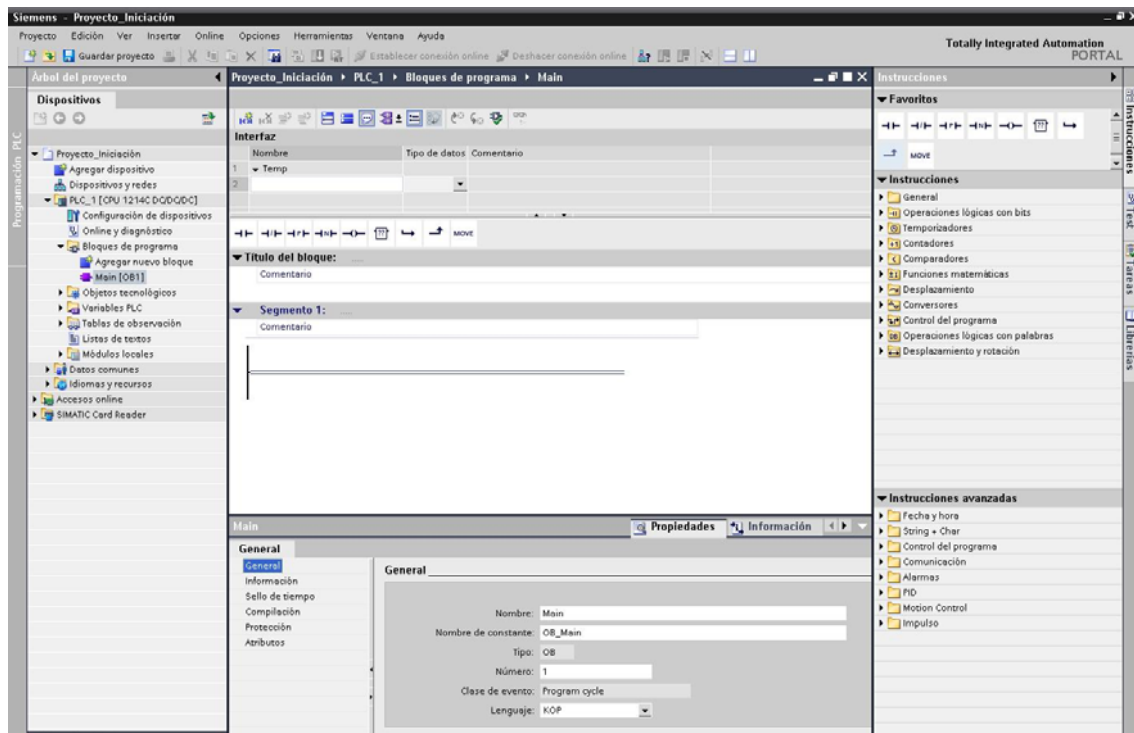 Siemens - Proyecto_Iniciación
Proyecto Edición Ver Insertar Online Opciones Herramientas Ventana Ayuda
Totally Integrated Automation
PORTAL
Guardar proyecto
Establecer conexión online
Deshacer conexión online
Árbol del proyecto
Dispositivos
Programación PLC
Proyecto_Iniciación
Agregar dispositivo
Dispositivos y redes
PLC_1 [CPU 1214C DC/DC/DC]
Configuración de dispositivos
Online y diagnóstico
Bloques de programa
Agregar nuevo bloque
Main [OB1]
Objetos tecnológicos
Variables PLC
Tablas de observación
Listas de textos
Módulos locales
Datos comunes
Idiomas y recursos
Accesos online
SIMATIC Card Reader
Proyecto_Iniciación PLC_1 Bloques de programa Main
Interfaz
Nombre Tipo de datos Comentario
1 Temp
2
MOVE
Título del bloque:
Comentario
Segmento 1:
Comentario
Main
Propiedades Información
General
General
Información
Sello de tiempo
Compilación
Protección
Atributos
General
Nombre: Main
Nombre de constante: OB_Main
Tipo: OB
Número: 1
Clase de evento: Program cycle
Lenguaje: KOP
Instrucciones
Favoritos
??
MOVE
Instrucciones
General
Operaciones lógicas con bits
Temporizadores
Contadores
Comparadores
Funciones matemáticas
Desplazamiento
Conversores
Control del programa
Operaciones lógicas con palabras
Desplazamiento y rotación
Instrucciones avanzadas
Fecha y hora
String + Char
Control del programa
Comunicación
Alarmas
PID
Motion Control
Impulso
Instrucciones
Test
Tareas
Librerías